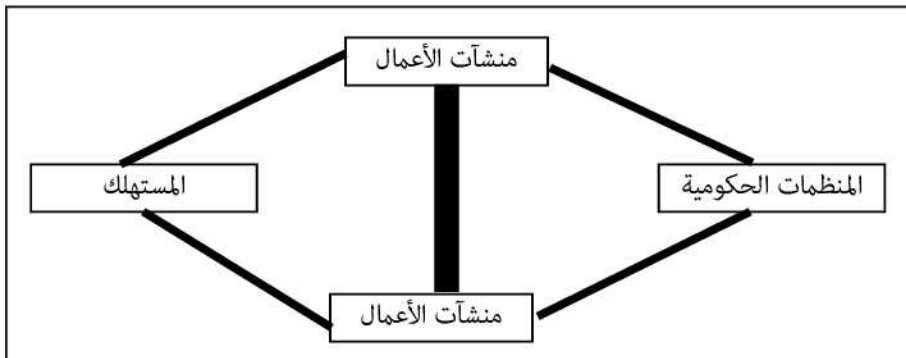 منشآت الأعمال
المنظمات الحكومية
المستهلك
منشآت الأعمال